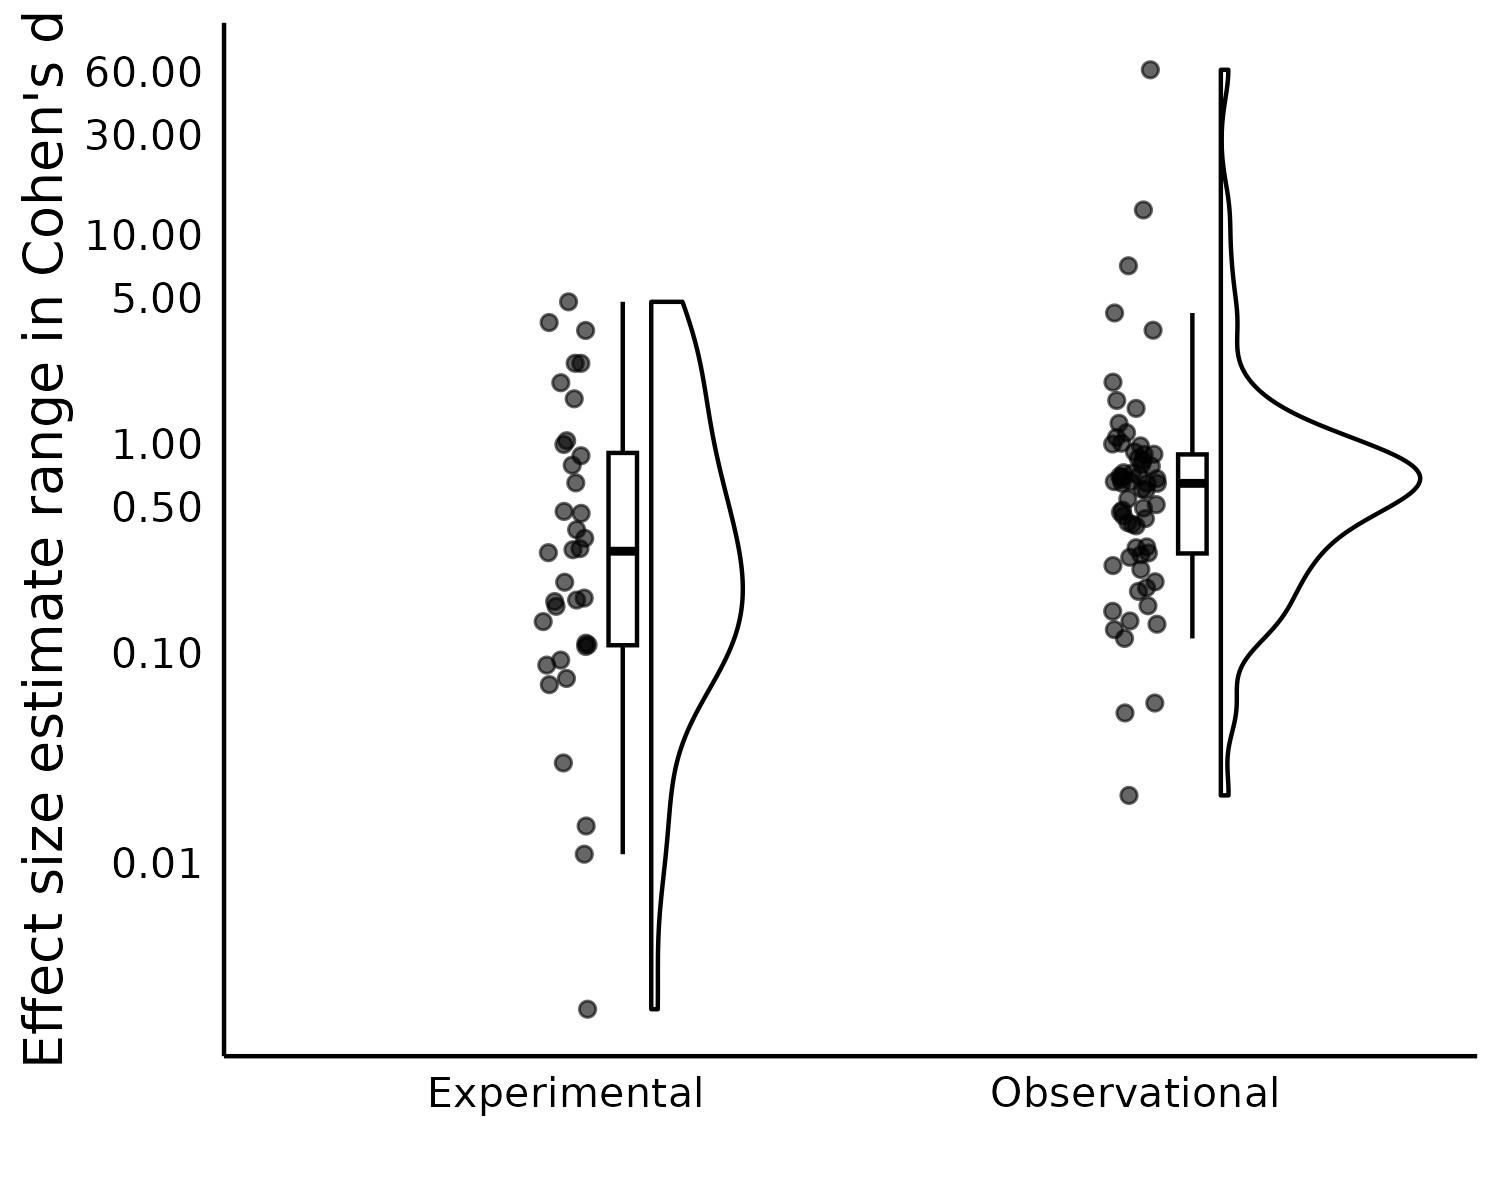 Effect size estimate range in Cohen's d
60.00
30.00
10.00
5.00
1.00
0.50
0.10
0.01
Experimental
Observational